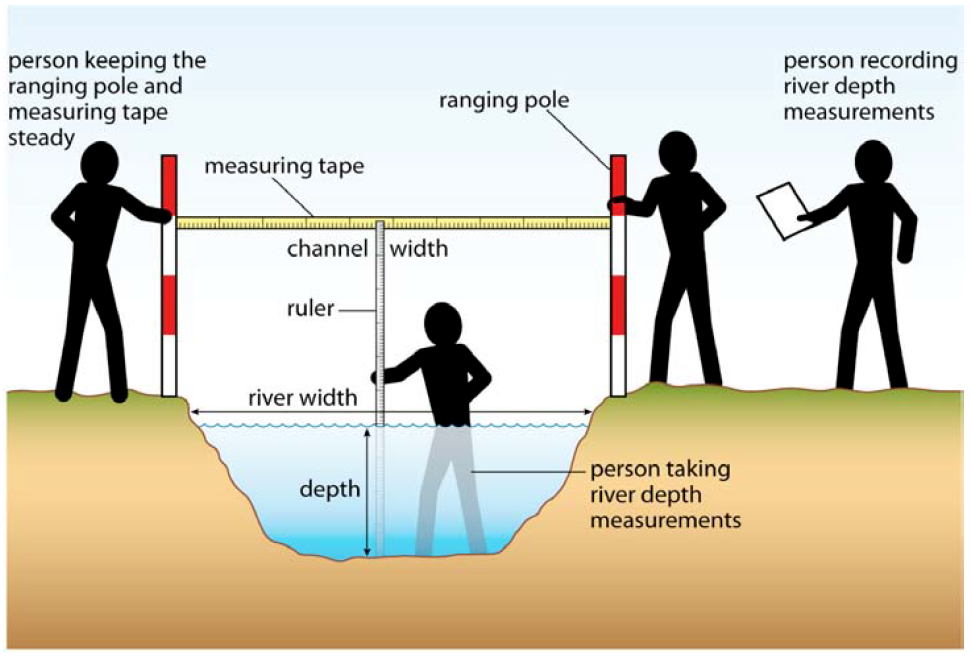 person keeping the
ranging pole and
measuring tape
steady
measuring tape
ranging pole
person recording
river depth
measurements
channel width
ruler
river width
depth
person taking
river depth
measurements